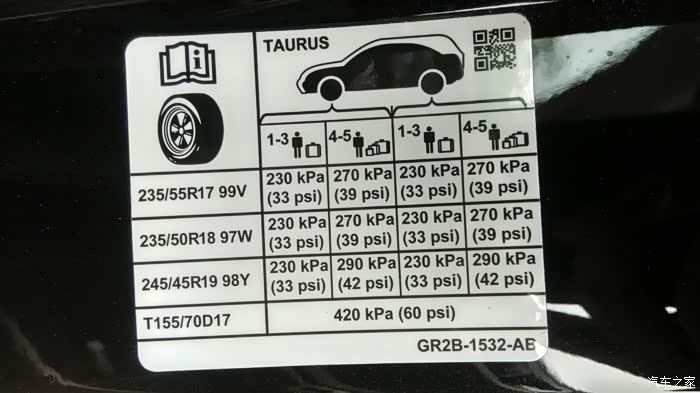 TAURUS
1-3 4-5 1-3 4-5
235/55R17 99V 230 kPa (33 psi) 270 kPa (39 psi) 230 kPa (33 psi) 270 kPa (39 psi)
235/50R18 97W 230 kPa (33 psi) 270 kPa (39 psi) 230 kPa (33 psi) 270 kPa (39 psi)
245/45R19 98Y 230 kPa (33 psi) 290 kPa (42 psi) 230 kPa (33 psi) 290 kPa (42 psi)
T155/70D17 420 kPa (60 psi)
GR2B-1532-AE
汽车之家